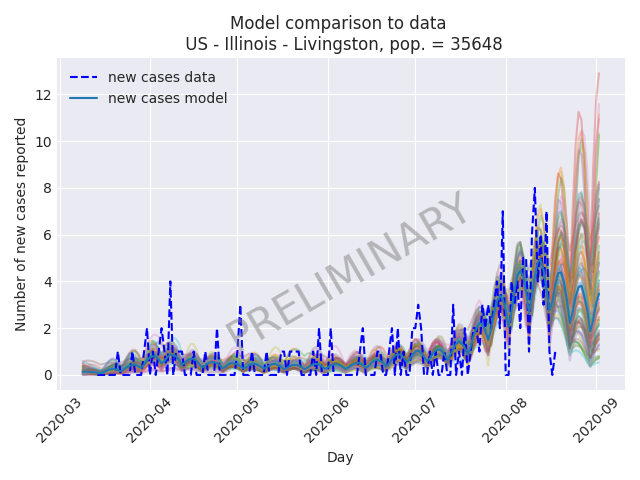 Model comparison to data
US - Illinois - Livingston, pop. = 35648
new cases data
new cases model
PRELIMINARY
Number of new cases reported
12
10
8
6
4
2
0
2020-03
2020-04
2020-05
2020-06
2020-07
2020-08
2020-09
Day